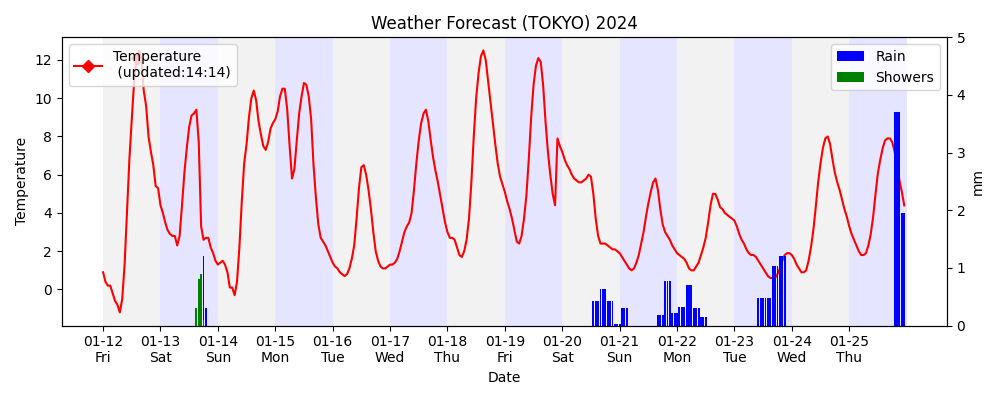 Weather Forecast (TOKYO) 2024
Temperature
(updated:14:14)
Rain
Showers
Temperature
12
10
8
6
4
2
0
5
4
3
2
1
0
mm
01-12 01-13 01-14 01-15 01-16 01-17 01-18 01-19 01-20 01-21 01-22 01-23 01-24 01-25
Fri Sat Sun Mon Tue Wed Thu Fri Sat Sun Mon Tue Wed Thu
Date